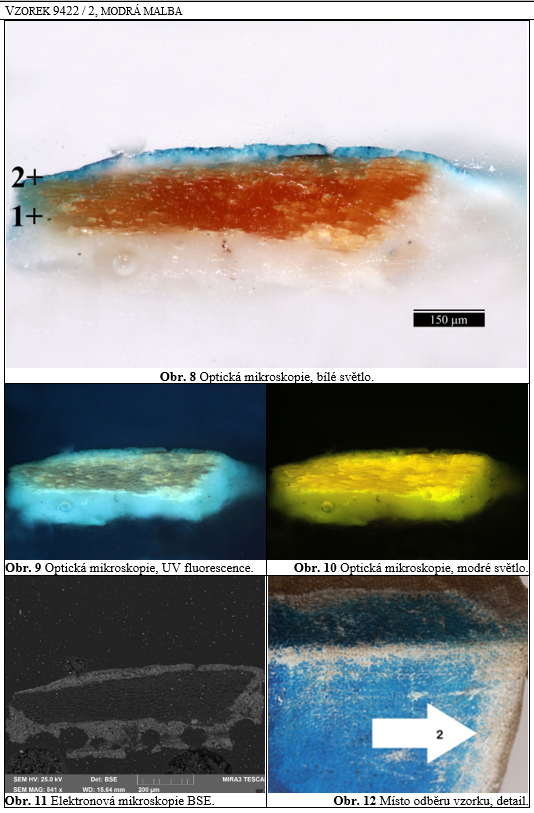 VZOREK 9422 / 2, MODRÁ MALBA
2+
1+
150 µm
Obr. 8 Optická mikroskopie, bílé světlo.
Obr. 9 Optická mikroskopie, UV fluorescence.
Obr. 10 Optická mikroskopie, modré světlo.
SEM HV: 25.0 kV Det: BSE MIRA3 TESCA
SEM MAG: 541 x WD: 15.64 mm 200 µm
2
Obr. 11 Elektronová mikroskopie BSE.
Obr. 12 Místo odběru vzorku, detail.